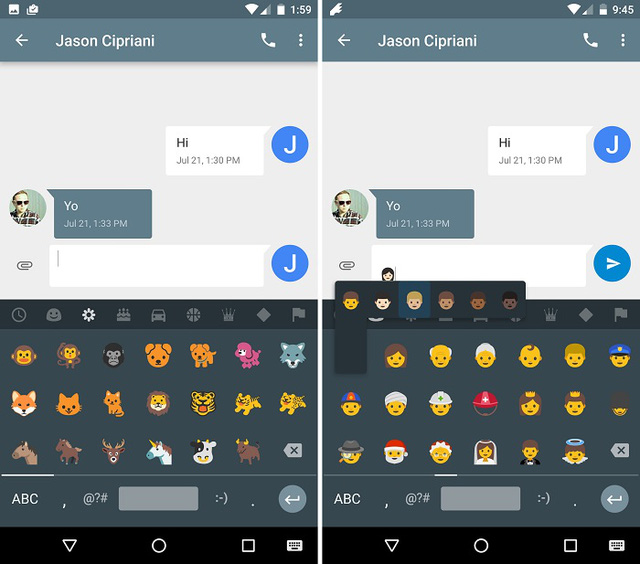 1:59
Jason Cipriani
Hi
Jul 21, 1:30 PM
J
Yo
Jul 21, 1:33 PM
J
ABC , @?# :-) .
9:45
Jason Cipriani
Hi
Jul 21, 1:30 PM
J
Yo
Jul 21, 1:33 PM
ABC , @?# :-) .